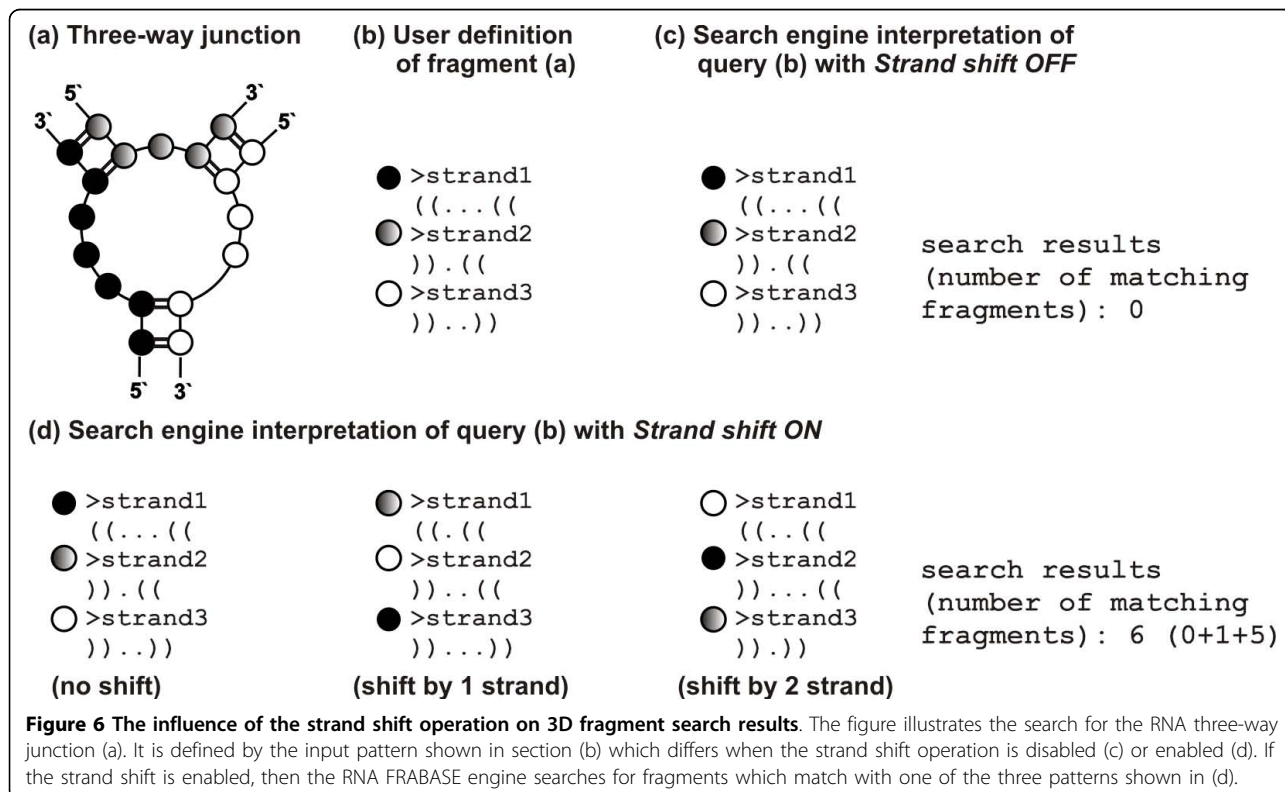 (a) Three-way junction
(b) User definition
of fragment (a)
(c) Search engine interpretation of
query (b) with Strand shift OFF
5`
3`
3`
5`
5`
3`
>strand1
((...((
>strand2
)).((
>strand3
))..))
>strand1
((...((
>strand2
)).((
>strand3
))..))
search results
(number of matching
fragments): 0
(d) Search engine interpretation of query (b) with Strand shift ON
>strand1
((...((
>strand2
)).((
>strand3
))..))
(no shift)
>strand1
((.((
>strand2
))..((
>strand3
))...))
(shift by 1 strand)
>strand1
((..((
>strand2
))...((
>strand3
)).))
(shift by 2 strand)
search results
(number of matching
fragments): 6 (0+1+5)
Figure 6 The influence of the strand shift operation on 3D fragment search results. The figure illustrates the search for the RNA three-way
junction (a). It is defined by the input pattern shown in section (b) which differs when the strand shift operation is disabled (c) or enabled (d). If
the strand shift is enabled, then the RNA FRABASE engine searches for fragments which match with one of the three patterns shown in (d).